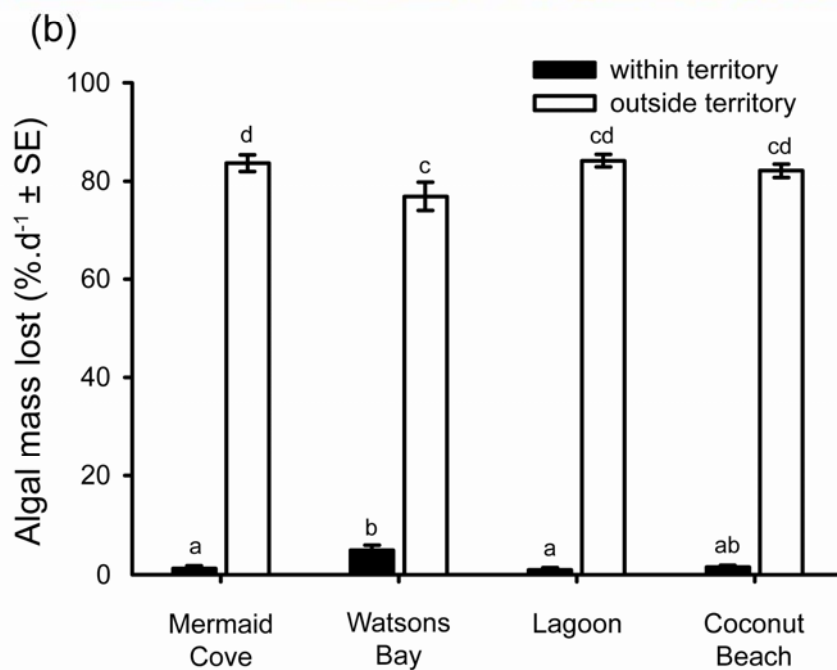 (b)
Algal mass lost (%.d⁻¹ ± SE)
100
80
60
40
20
0
within territory
outside territory
d
c
cd
cd
a
b
a
ab
Mermaid
Cove
Watsons
Bay
Lagoon
Coconut
Beach